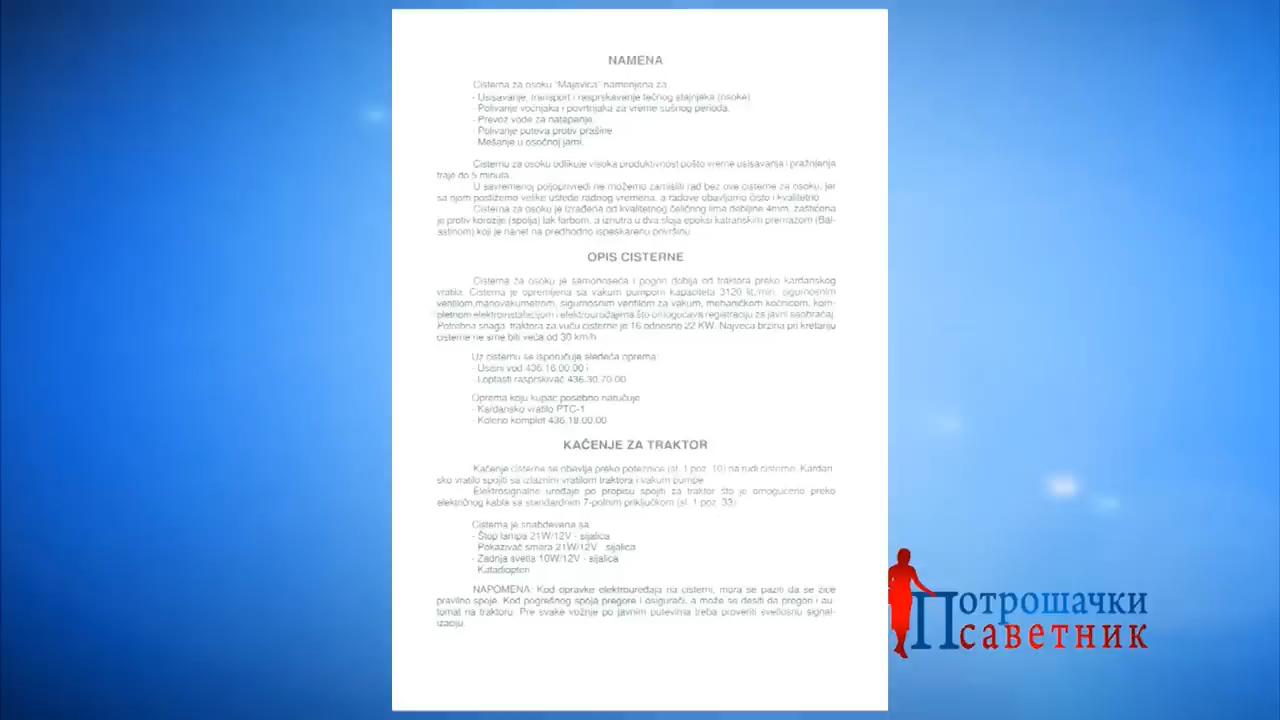 NAMENA
Cisterna za osoku "Majevica" namenjena za
- Usisavanje, transport i rasprskavanje tečnog stajnjaka (osoke)
- Polivanje voćnjaka i povrtnjaka za vreme sušnog perioda.
- Prevoz vode za natapanje.
- Polivanje puteva protiv prašine
Mešanje u osočnoj jami.
Cisternu za osoku odlikuje visoka produktivnost pošto vreme usisavanja i pražnjenja
traje do 5 minuta.
U savremenoj poljoprivredi ne možemo zamisliti rad bez ove cisterne za osoku, jer
sa njom postižemo velike uštede radnog vremena, a radove obavljamo čisto i kvalitetno
Cisterna za osoku je izrađena od kvalitetnog čeličnog lima debljine 4mm, zaštićena
je protiv korozije (spolja) lak farbom, a iznutra u dva sloja epoksi katranskim premazom (Bal-
astinom) koji je nanet na predhodno ispeskarenu površinu
OPIS CISTERNE
Cisterna za osoku je samonoseća i pogon dobija od traktora preko kardanskog
vratila. Cisterna je opremljena sa vakum pumpom kapaciteta 3120 lit./min, sigurnosnim
ventilom,manovakumetrom, sigurnosnim ventilom za vakum, mehaničkom kočnicom, kom-
pletnom elektroinstalacijom i elektrouređajima što omogućava registraciju za javni saobraćaj.
Potrebna snaga traktora za vuču cisterne je 16 odnosno 22 KW. Najveća brzina pri kretanju
cisterne ne sme biti veća od 30 km/h
Uz cisternu se isporučuje sledeća oprema:
- Usisni vod 436.16.00.00 i
- Loptasti rasprskivač 436.30.70.00
Oprema koju kupac posebno naručuje
- Kardansko vratilo PTC-1
- Koleno komplet 436.18.00.00
KAČENJE ZA TRAKTOR
Kačenje cisterne se obavlja preko poteznice (sl. 1 poz. 10) na rudi cisterne. Kardan-
sko vratilo spojiti sa izlaznim vratilom traktora i vakum pumpe
Elektrosignalne uređaje po propisu spojiti za traktor što je omogućeno preko
električnog kabla sa standardnim 7-polnim priključkom (sl. 1 poz. 33)
Cisterna je snabdevena sa
- Štop lampa 21W/12V - sijalica
Pokazivač smera 21W/12V sijalica
- Zadnja svetla 10W/12V - sijalica
Katadiopteri
NAPOMENA: Kod opravke elektrouređaja na cisterni, mora se paziti da se žice
pravilno spoje. Kod pogrešnog spoja pregore i osigurači, a može se desiti da pregori i au-
tomat na traktoru. Pre svake vožnje po javnim putevima treba proveriti svetlosnu signal-
izaciju.
Потрошачки
саветник